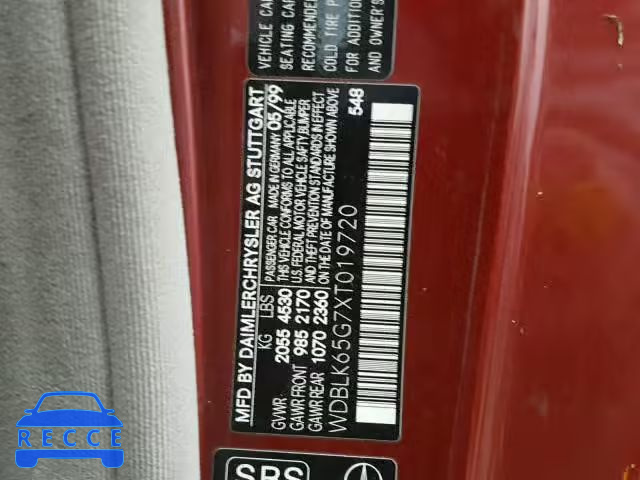 VEHICLE CA
SEATING CA
RECOMMENDE
COLD TIRE P
FOR ADDITION
AND OWNER'S
MFD BY DAIMLERCHRYSLER AG STUTTGART
PASSENGER CAR MADE IN GERMANY 05/99
KG LBS
GVWR 2055 4530
GAWR FRONT 985 2170
GAWR REAR 1070 2360
THIS VEHICLE CONFORMS TO ALL APPLICABLE
U.S. FEDERAL MOTOR VEHICLE SAFTY, BUMPER
AND THEFT PREVENTION STANDARDS IN EFFECT
ON THE DATE OF MANUFACTURE SHOWN ABOVE
548
WDBLK65G7XT019720
SRS
RECCE